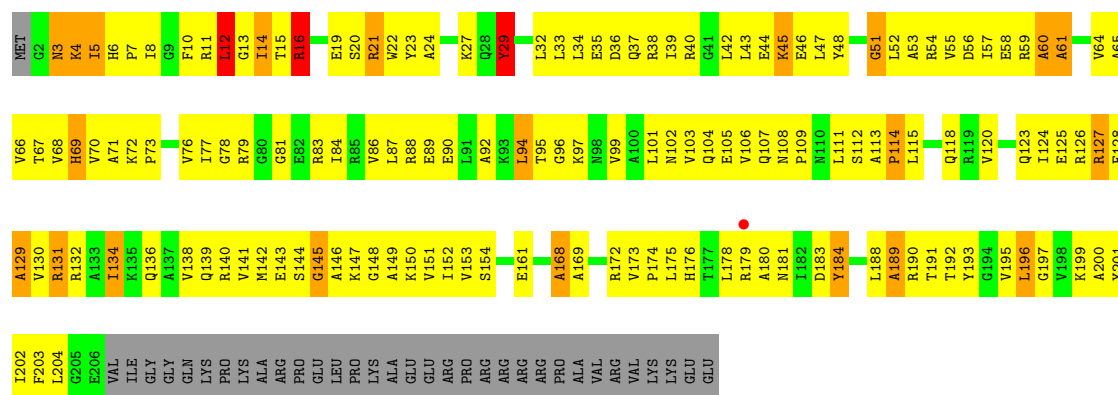 MET G2 N3 K4 I5 H6 P7 I8 G9 F10 R11 L12 G13 I14 T15 R16 E19 S20 R21 W22 Y23 A24 K27 Q28 Y29 L32 L33 L34 E35 D36 Q37 R38 I39 R40 G41 L42 L43 E44 K45 E46 L47 Y48 G51 L52 A53 R54 V55 D56 I57 E58 R59 A60 A61 V64 A65
V66 T67 V68 H69 V70 A71 K72 P73 V76 I77 G78 R79 G80 G81 E82 R83 I84 R85 V86 L87 R88 E89 E90 L91 A92 K93 L94 T95 G96 K97 N98 V99 A100 L101 N102 V103 Q104 E105 V106 Q107 N108 P109 N110 L111 S112 A113 P114 L115 Q118 R119 V120 Q123 I124 E125 R126 R127 F128
A129 V130 R131 R132 A133 I134 K135 Q136 A137 V138 Q139 R140 V141 M142 E143 S144 G145 A146 K147 G148 A149 K150 V151 I152 V153 S154 E161 A168 A169 R172 V173 P174 L175 H176 T177 L178 R179 A180 N181 I182 D183 Y184 L188 A189 R190 T191 T192 Y193 G194 V195 L196 G197 V198 K199 A200 Y201
I202 F203 L204 G205 E206 VAL ILE GLY GLY GLN LYS PRO LYS ALA ARG PRO GLU LEU PRO LYS ALA GLU GLU ARG PRO ARG ARG ARG ARG PRO ALA VAL ARG VAL LYS LYS GLU GLU